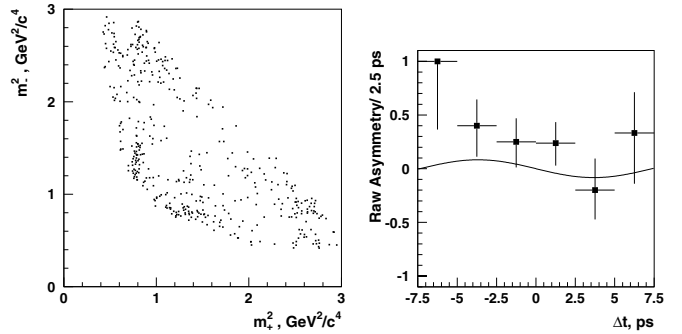 m²₋ , GeV²/c⁴
3
2
1
0
0 1 2 3
m²₊ , GeV²/c⁴
Raw Asymmetry/ 2.5 ps
1
0.5
0
-0.5
-1
-7.5 -5 -2.5 0 2.5 5 7.5
Δt, ps